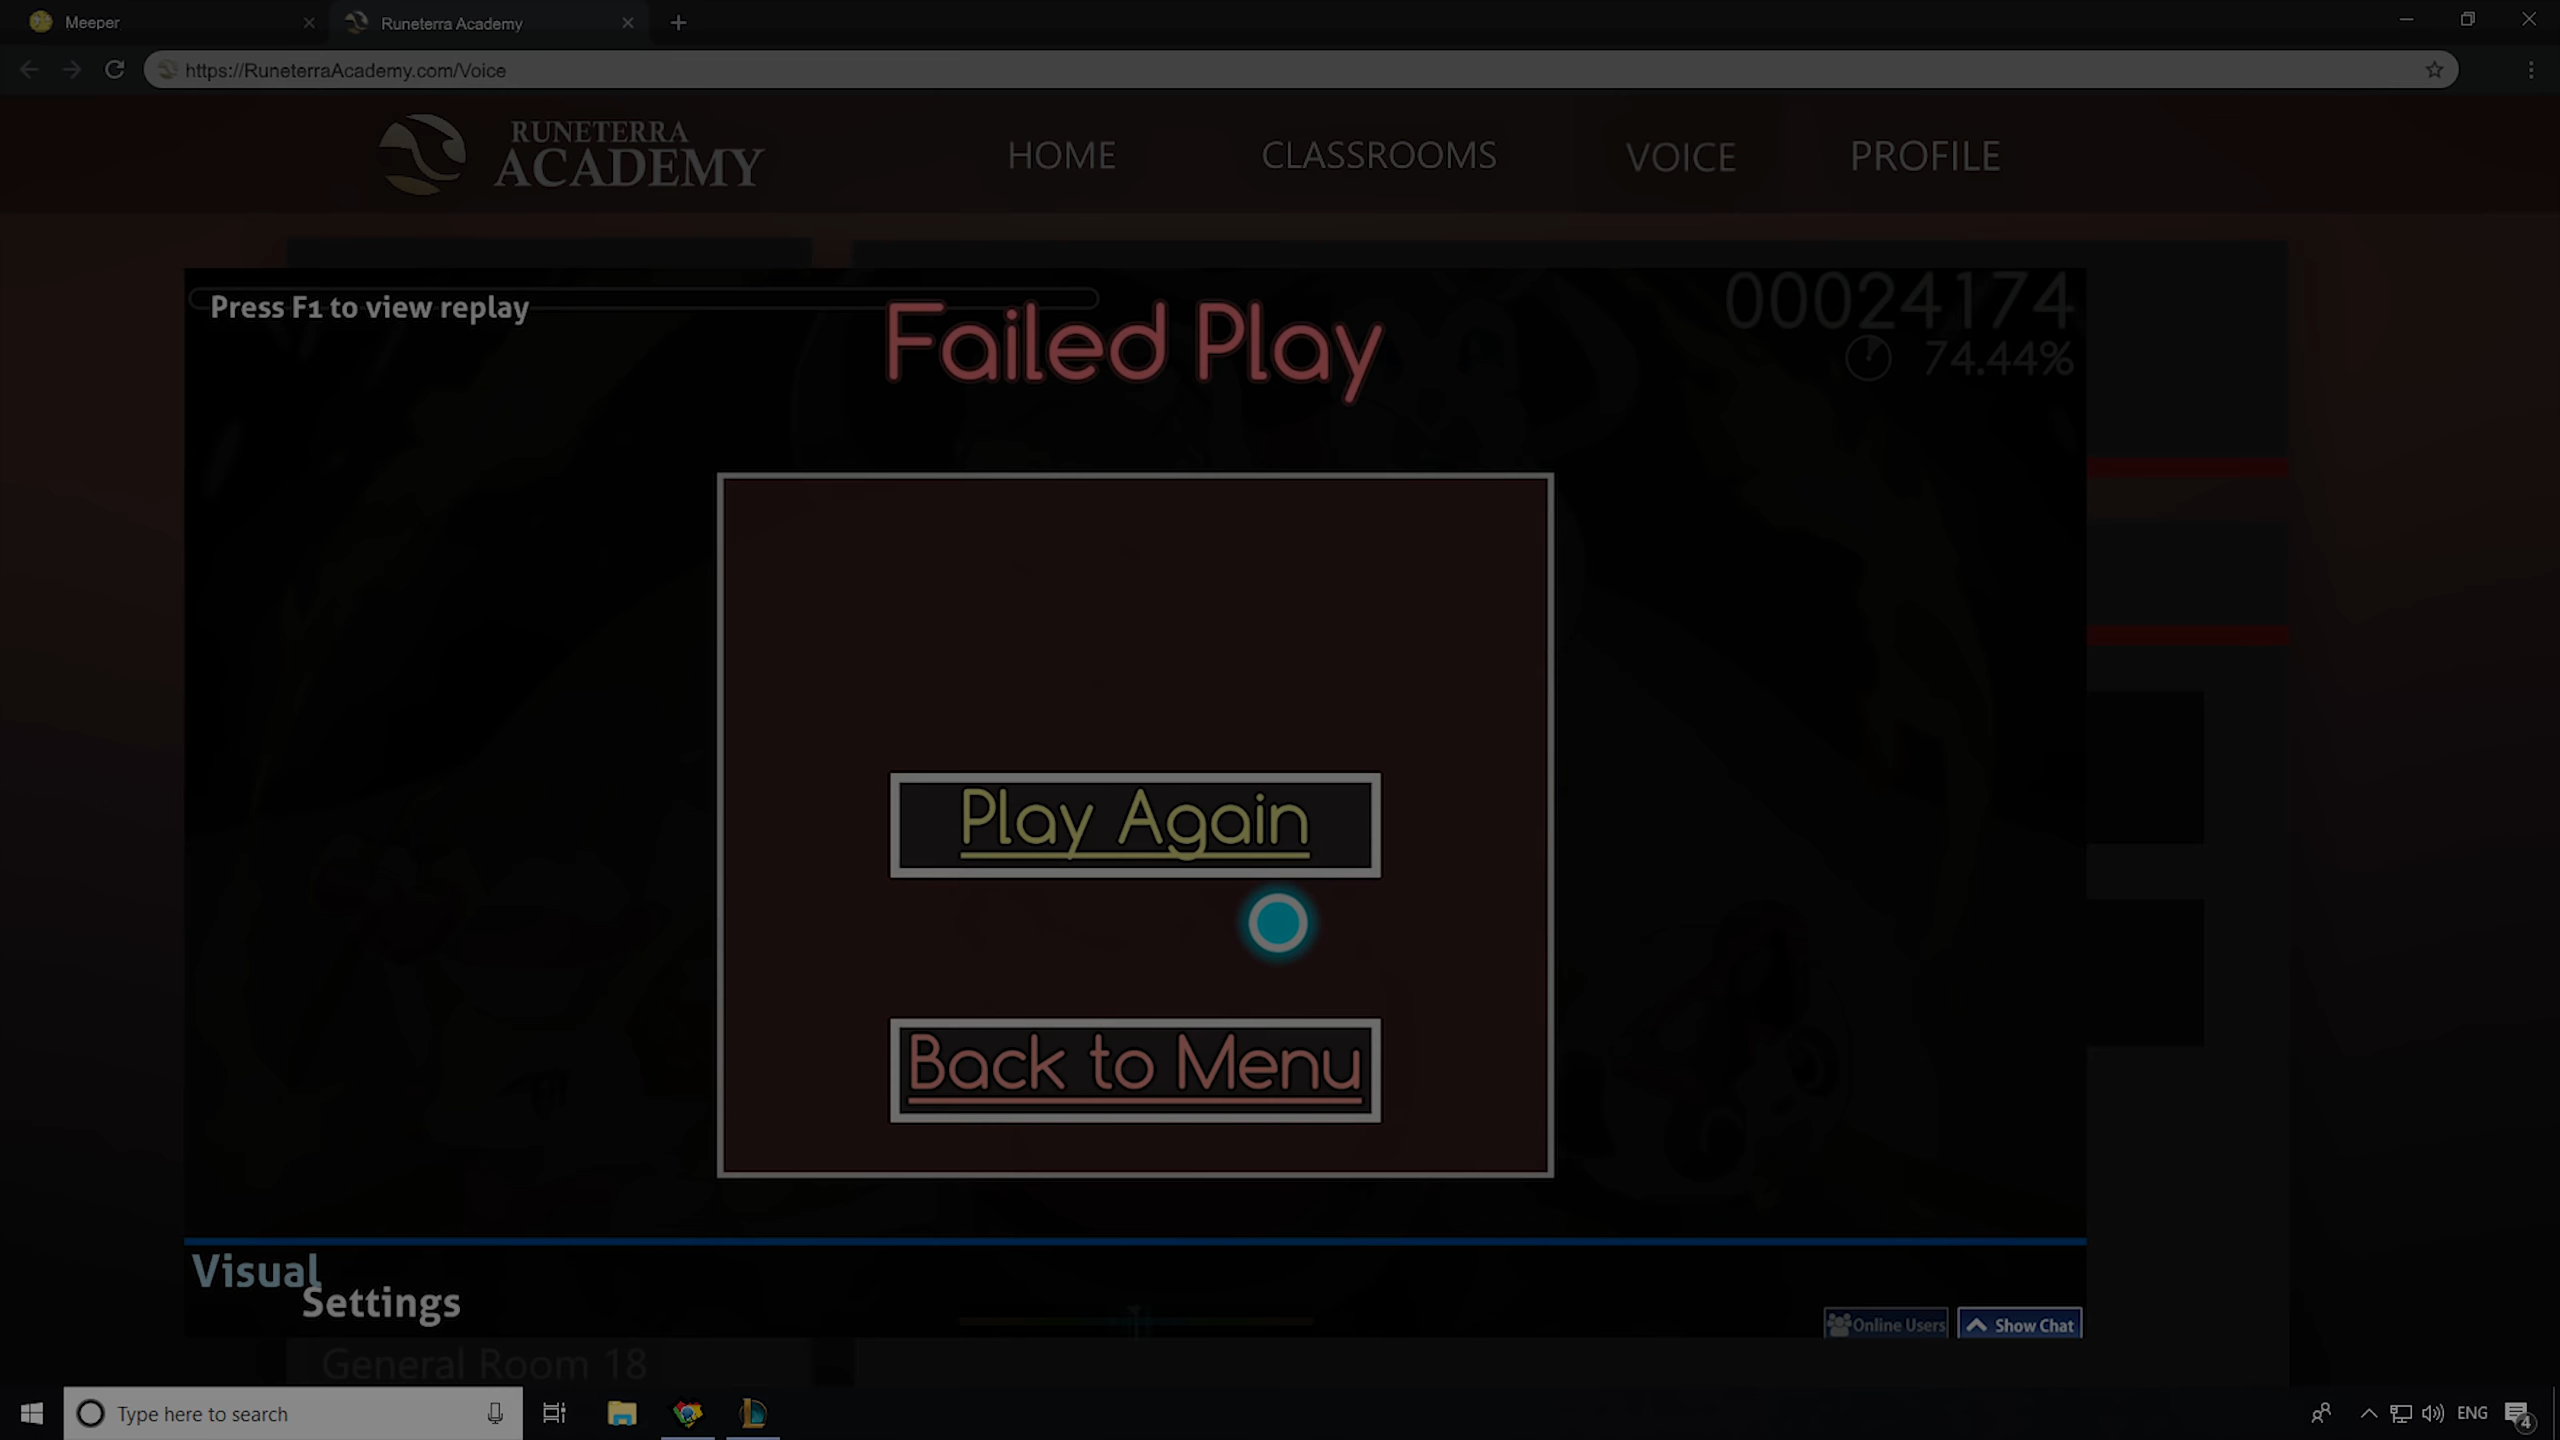 Meeper
Runeterra Academy
https://RuneterraAcademy.com/Voice
RUNETERRA
ACADEMY
HOME
CLASSROOMS
VOICE
PROFILE
Press F1 to view replay
Failed Play
00024174
74.44%
Play Again
Back to Menu
Visual
Settings
Online Users
Show Chat
General Room 18
Type here to search
ENG
4